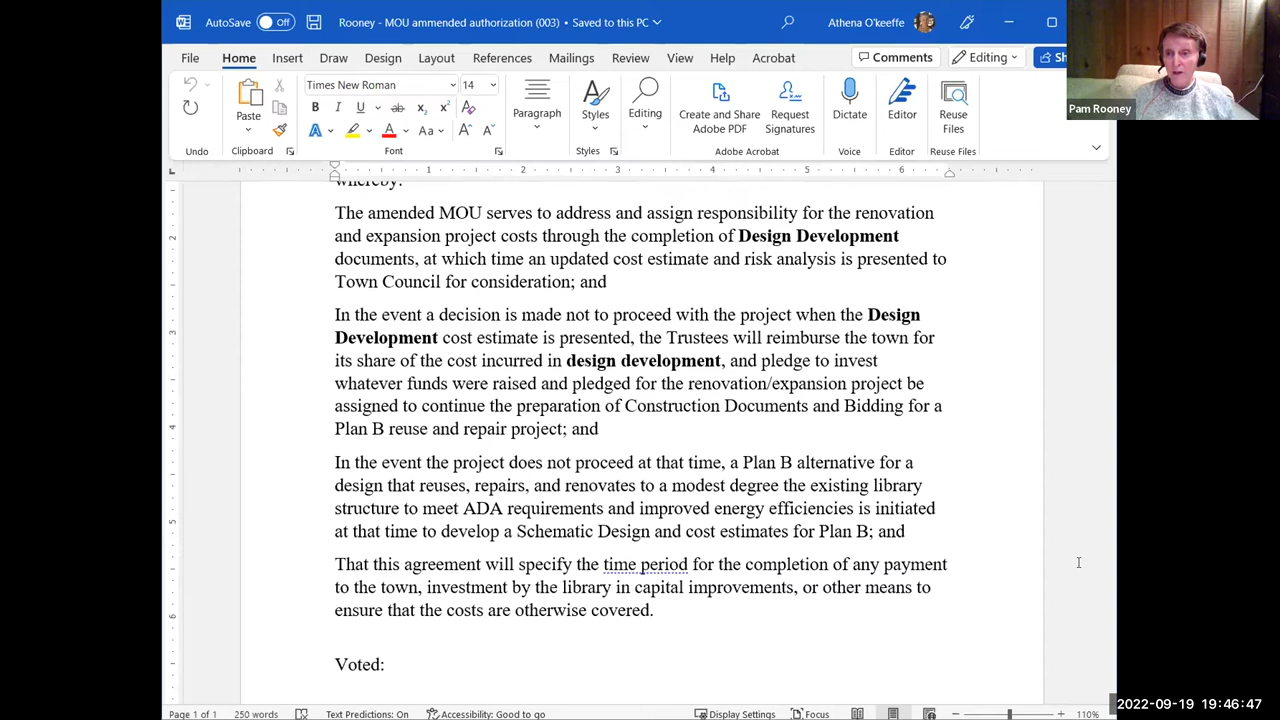 AutoSave Off Rooney - MOU ammended authorization (003) • Saved to this PC Athena O'keeffe
File Home Insert Draw Design Layout References Mailings Review View Help Acrobat Comments Editing Sh
Times New Roman 14
Paste Paragraph Styles Editing Create and Share Adobe PDF Request Signatures Dictate Editor Reuse Files
Undo Clipboard Font Styles Adobe Acrobat Voice Editor Reuse Files
Pam Rooney
1 2 3 4 5 6
whereby:
The amended MOU serves to address and assign responsibility for the renovation
and expansion project costs through the completion of Design Development
documents, at which time an updated cost estimate and risk analysis is presented to
Town Council for consideration; and
In the event a decision is made not to proceed with the project when the Design
Development cost estimate is presented, the Trustees will reimburse the town for
its share of the cost incurred in design development, and pledge to invest
whatever funds were raised and pledged for the renovation/expansion project be
assigned to continue the preparation of Construction Documents and Bidding for a
Plan B reuse and repair project; and
In the event the project does not proceed at that time, a Plan B alternative for a
design that reuses, repairs, and renovates to a modest degree the existing library
structure to meet ADA requirements and improved energy efficiencies is initiated
at that time to develop a Schematic Design and cost estimates for Plan B; and
That this agreement will specify the time period for the completion of any payment
to the town, investment by the library in capital improvements, or other means to
ensure that the costs are otherwise covered.
Voted:
Page 1 of 1 250 words Text Predictions: On Accessibility: Good to go Display Settings Focus 110%
2022-09-19 19:46:47